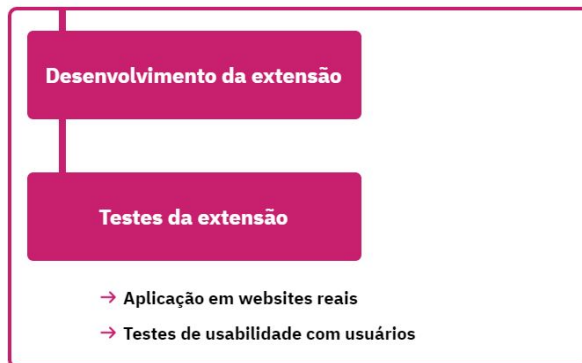 Desenvolvimento da extensão
Testes da extensão
→ Aplicação em websites reais
→ Testes de usabilidade com usuários